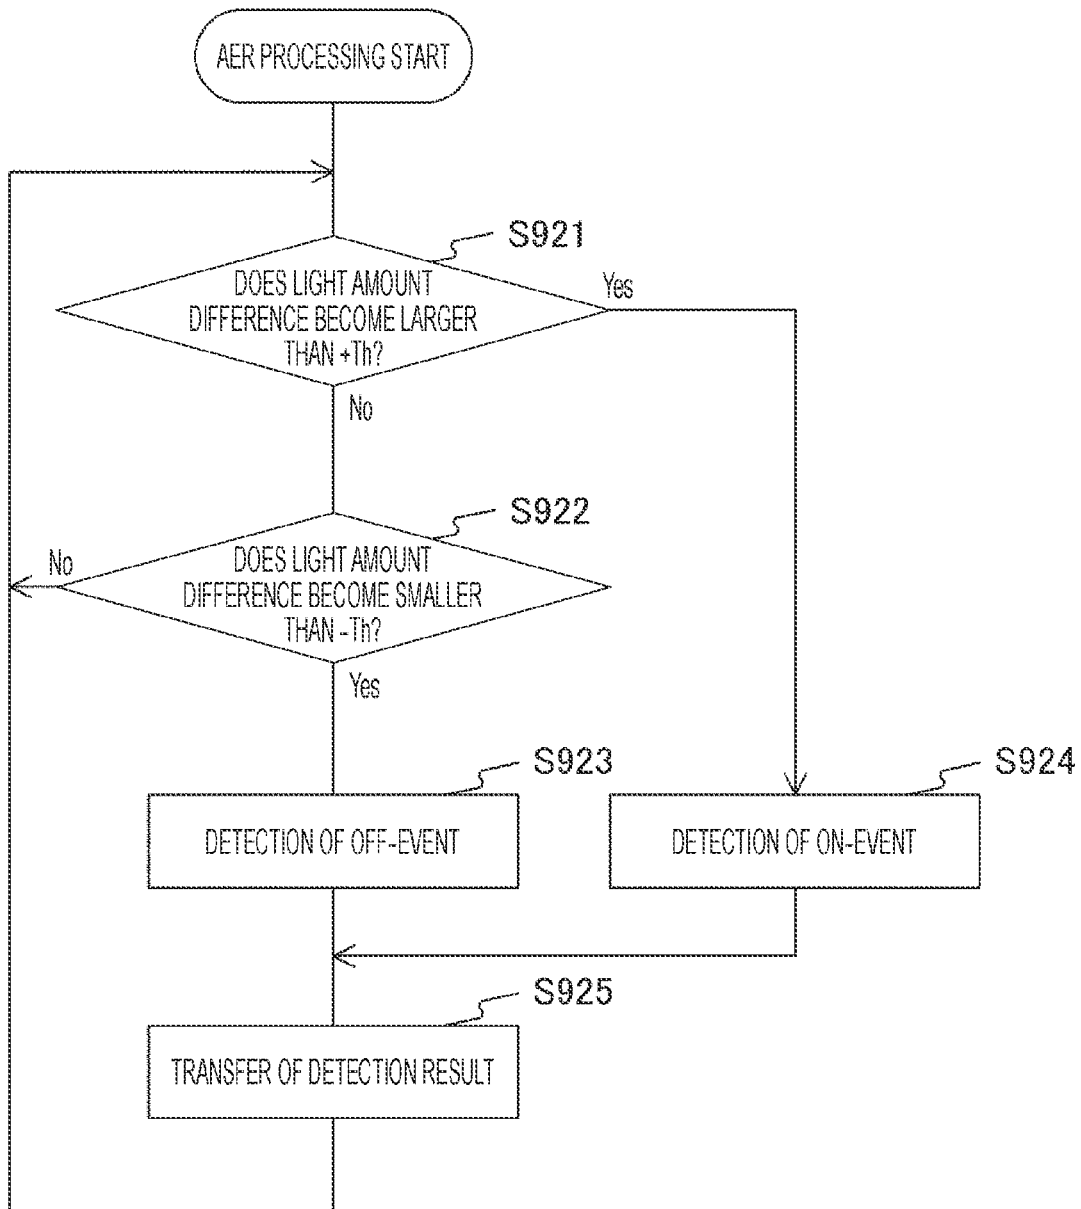 AER PROCESSING START
S921
DOES LIGHT AMOUNT
DIFFERENCE BECOME LARGER
THAN +Th?
Yes
No
S922
DOES LIGHT AMOUNT
DIFFERENCE BECOME SMALLER
THAN -Th?
No
Yes
S923
S924
DETECTION OF OFF-EVENT
DETECTION OF ON-EVENT
S925
TRANSFER OF DETECTION RESULT